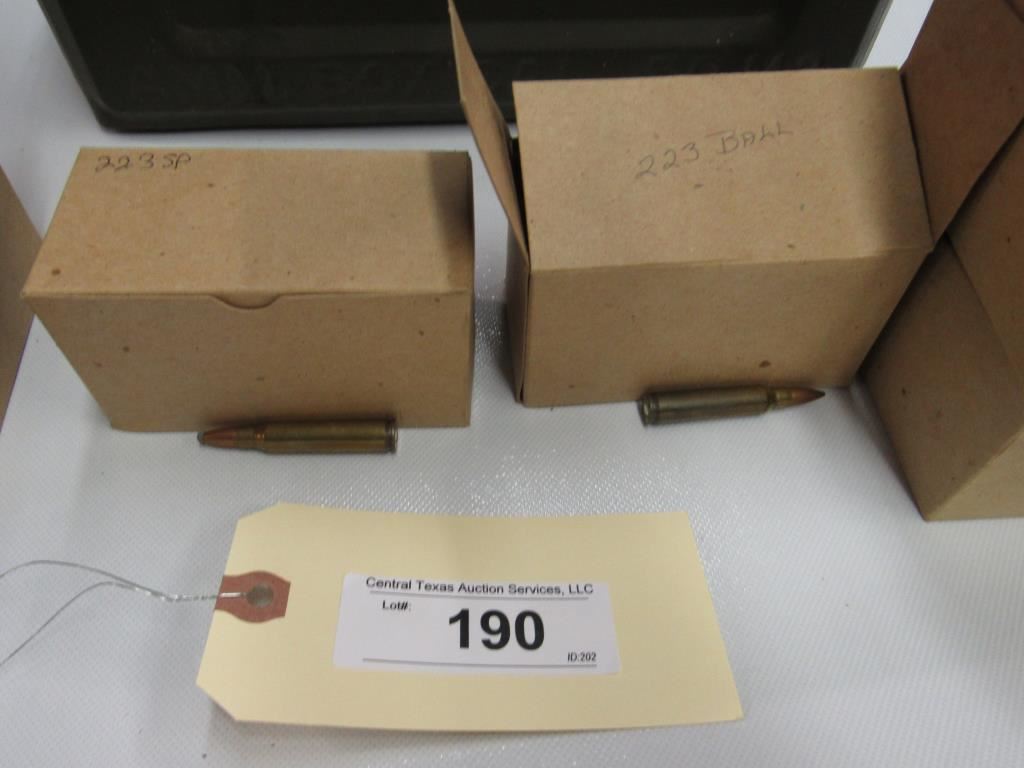 223 SP
223 BALL
Central Texas Auction Services, LLC
Lot#:
190
ID:202